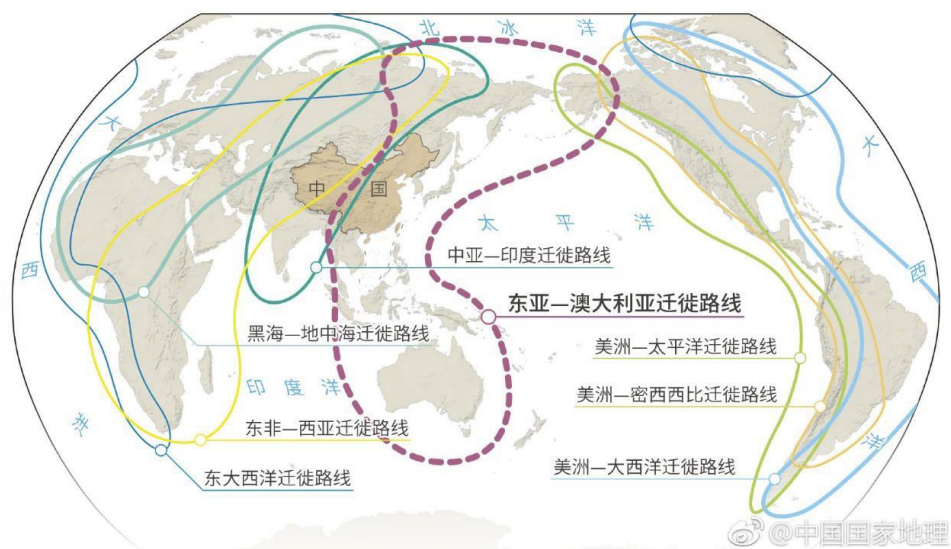 北冰洋
大
大
中国
太平洋
西
中亚—印度迁徙路线
西
东亚—澳大利亚迁徙路线
黑海—地中海迁徙路线
美洲—太平洋迁徙路线
印度洋
美洲—密西西比迁徙路线
洋
东非—西亚迁徙路线
洋
美洲—大西洋迁徙路线
东大西洋迁徙路线
@中国国家地理